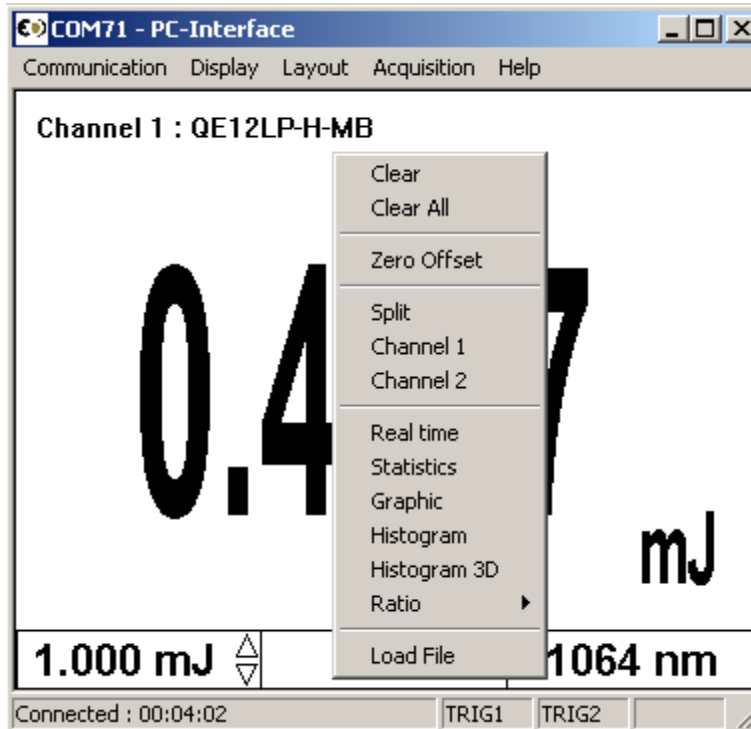 COM71 - PC-Interface
Communication Display Layout Acquisition Help
Channel 1 : QE12LP-H-MB
Clear
Clear All
Zero Offset
Split
Channel 1
Channel 2
Real time
Statistics
Graphic
Histogram
Histogram 3D
Ratio
Load File
mJ
1.000 mJ 1064 nm
Connected : 00:04:02 TRIG1 TRIG2